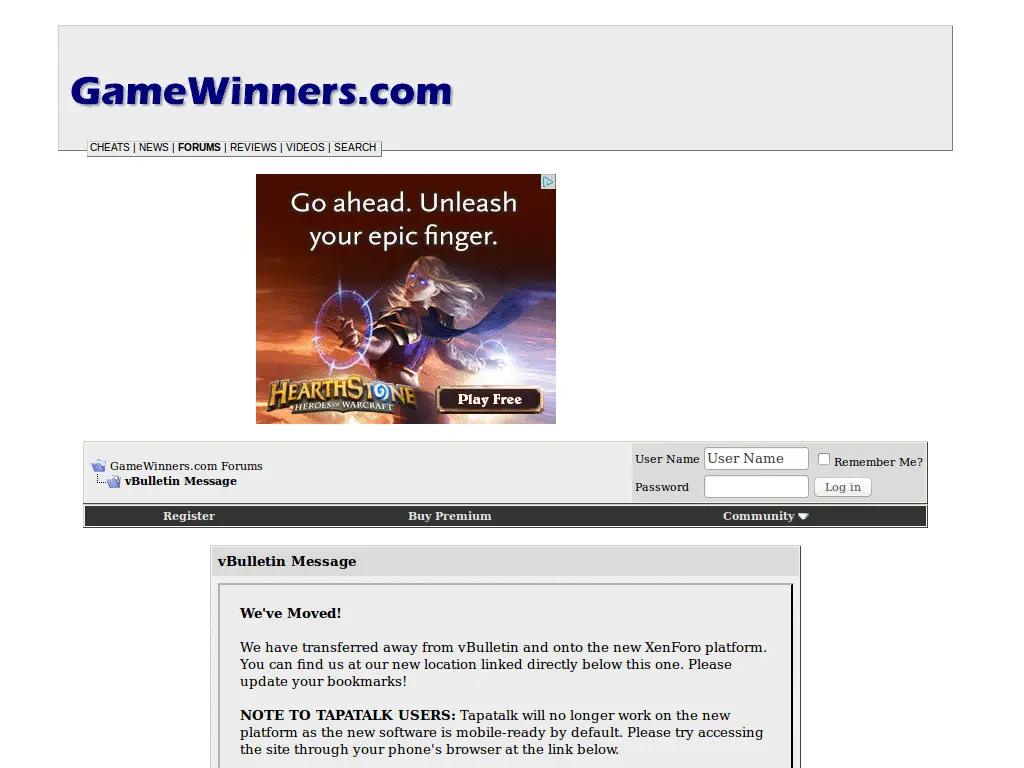 GameWinners.com
CHEATS | NEWS | FORUMS | REVIEWS | VIDEOS | SEARCH
Go ahead. Unleash
your epic finger.
HEARTHSTONE
HEROES OF WARCRAFT
Play Free
GameWinners.com Forums
vBulletin Message
User Name User Name Remember Me?
Password Log in
Register Buy Premium Community
vBulletin Message
We've Moved!
We have transferred away from vBulletin and onto the new XenForo platform.
You can find us at our new location linked directly below this one. Please
update your bookmarks!
NOTE TO TAPATALK USERS: Tapatalk will no longer work on the new
platform as the new software is mobile-ready by default. Please try accessing
the site through your phone's browser at the link below.